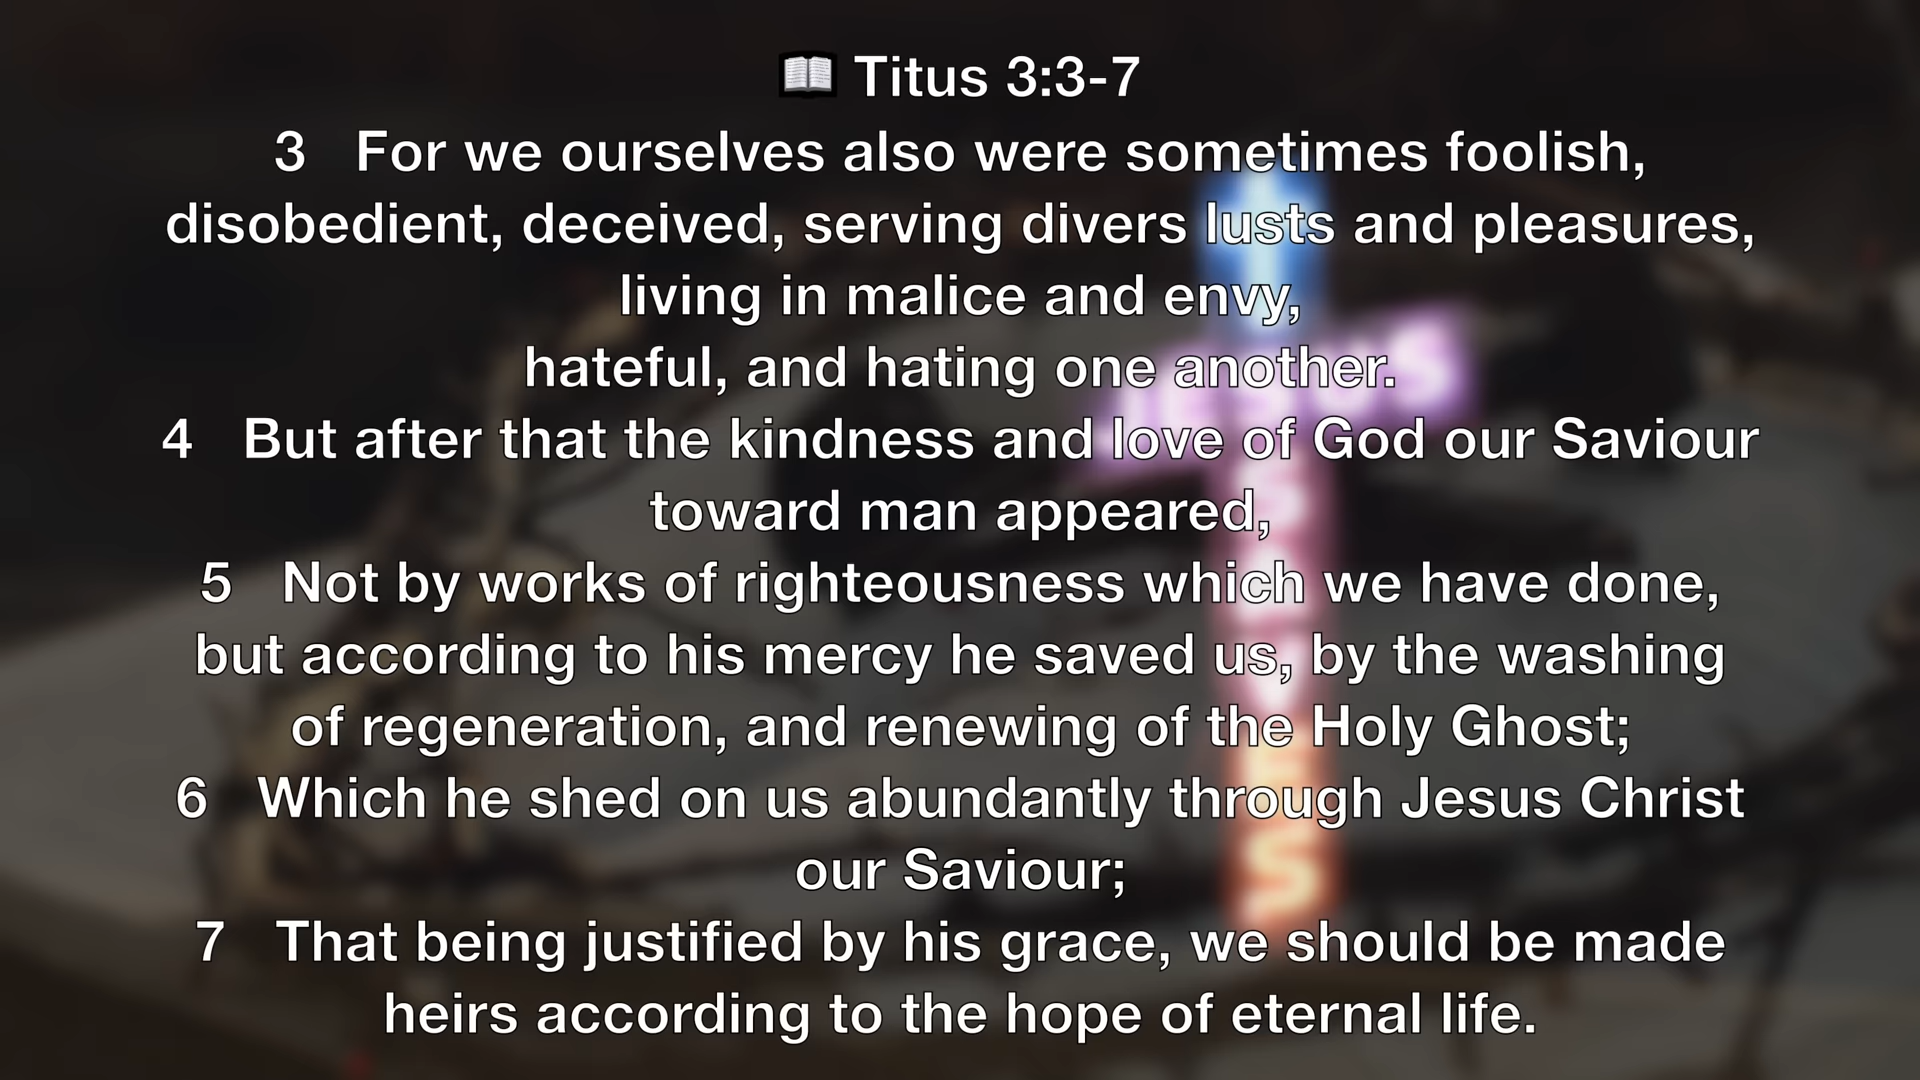 📖 Titus 3:3-7
3 For we ourselves also were sometimes foolish,
disobedient, deceived, serving divers lusts and pleasures,
living in malice and envy,
hateful, and hating one another.
4 But after that the kindness and love of God our Saviour
toward man appeared,
5 Not by works of righteousness which we have done,
but according to his mercy he saved us, by the washing
of regeneration, and renewing of the Holy Ghost;
6 Which he shed on us abundantly through Jesus Christ
our Saviour;
7 That being justified by his grace, we should be made
heirs according to the hope of eternal life.
JESUS
SAVES